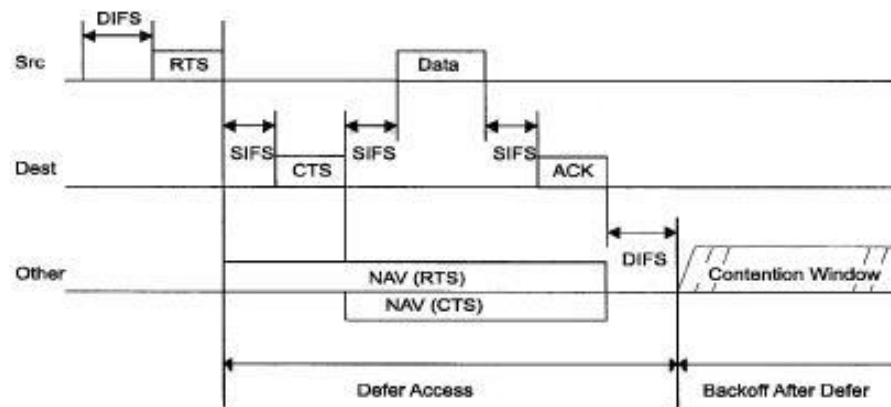 DIFS
Src
RTS
Data
SIFS
SIFS
SIFS
Dest
CTS
ACK
DIFS
Other
NAV (RTS)
Contention Window
NAV (CTS)
Defer Access
Backoff After Defer